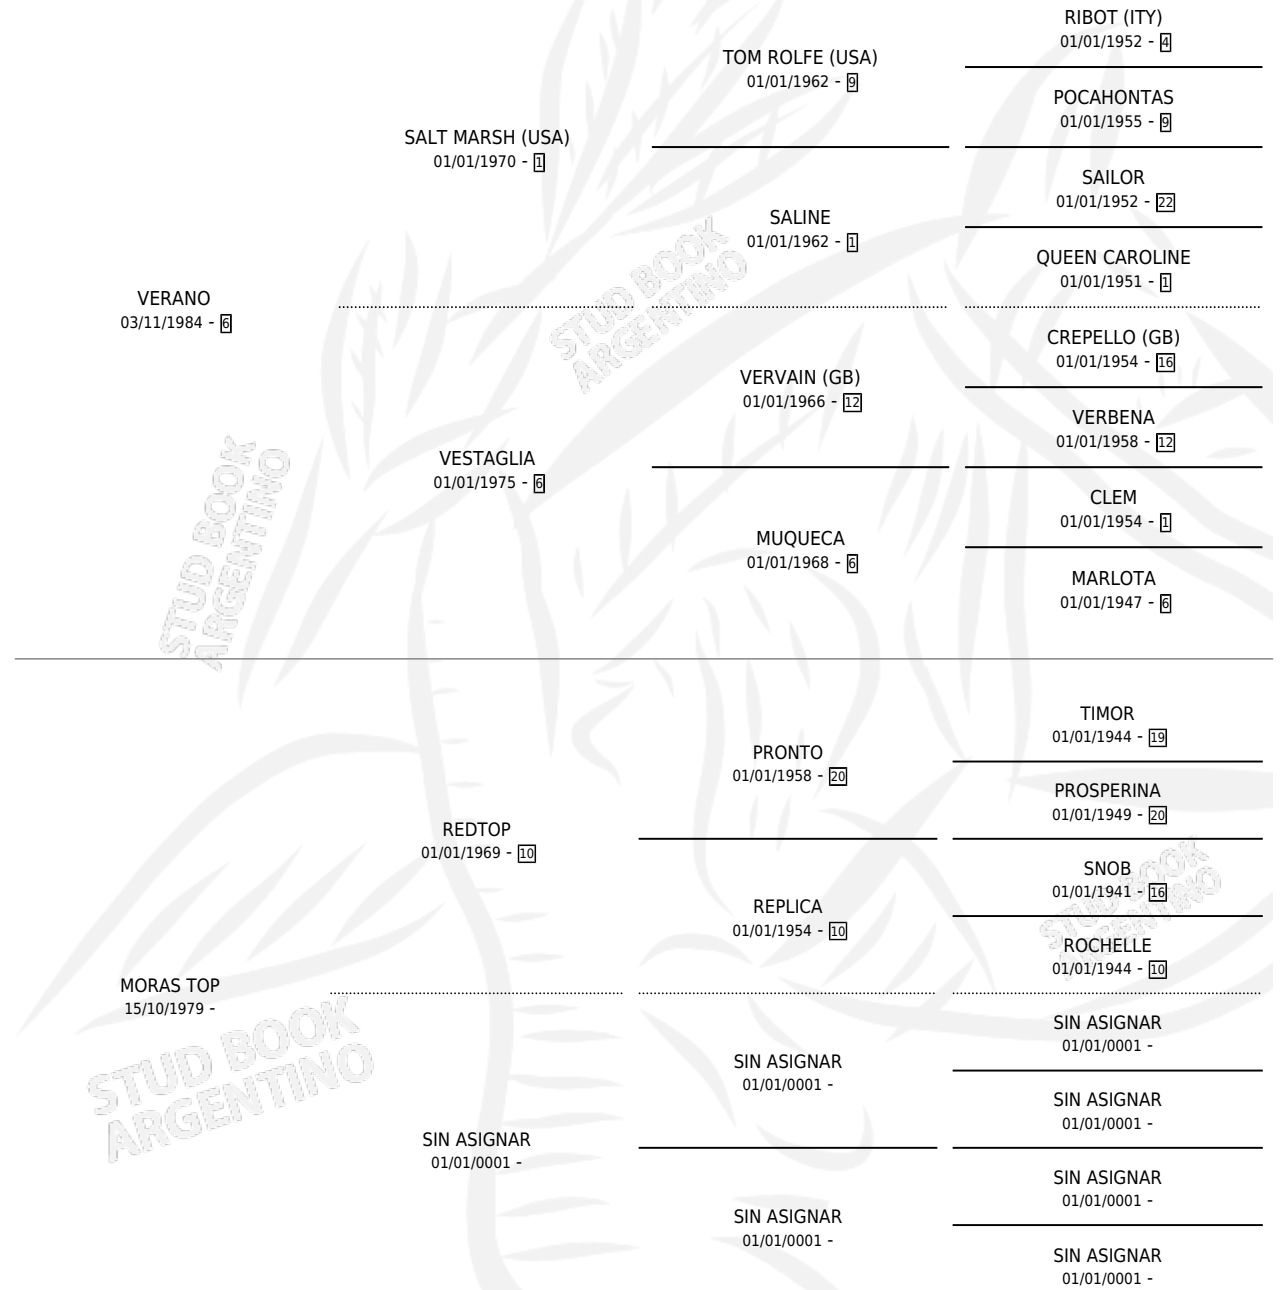 RIBOT (ITY)
01/01/1952 - 4
TOM ROLFE (USA)
01/01/1962 - 9
POCAHONTAS
01/01/1955 - 9
SALT MARSH (USA)
01/01/1970 - 1
SAILOR
01/01/1952 - 22
SALINE
01/01/1962 - 1
QUEEN CAROLINE
01/01/1951 - 1
VERANO
03/11/1984 - 6
STUD BOOK
ARGENTINO
CREPELLO (GB)
01/01/1954 - 16
VERVAIN (GB)
01/01/1966 - 12
VERBENA
01/01/1958 - 12
VESTAGLIA
01/01/1975 - 6
CLEM
01/01/1954 - 1
MUQUECA
01/01/1968 - 6
MARLOTA
01/01/1947 - 6
STUD BOOK
ARGENTINO
TIMOR
01/01/1944 - 19
PRONTO
01/01/1958 - 20
PROSPERINA
01/01/1949 - 20
REDTOP
01/01/1969 - 10
SNOB
01/01/1941 - 16
REPLICA
01/01/1954 - 10
ROCHELLE
01/01/1944 - 10
STUD BOOK
ARGENTINO
MORAS TOP
15/10/1979 -
SIN ASIGNAR
01/01/0001 -
SIN ASIGNAR
01/01/0001 -
SIN ASIGNAR
01/01/0001 -
STUD BOOK
ARGENTINO
SIN ASIGNAR
01/01/0001 -
SIN ASIGNAR
01/01/0001 -
SIN ASIGNAR
01/01/0001 -
SIN ASIGNAR
01/01/0001 -